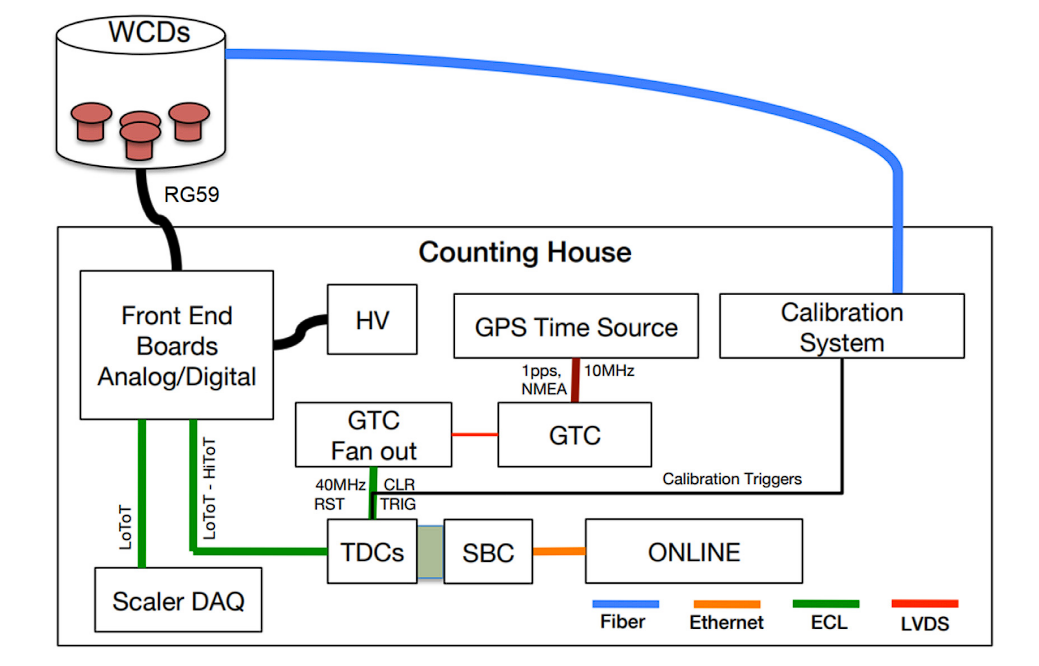 WCDs
RG59
Counting House
Front End
Boards
Analog/Digital
HV
GPS Time Source
Calibration
System
1pps,
NMEA
10MHz
GTC
Fan out
GTC
40MHz
RST
CLR
TRIG
Calibration Triggers
LoToT
LoToT - HiToT
TDCs
SBC
ONLINE
Scaler DAQ
Fiber
Ethernet
ECL
LVDS